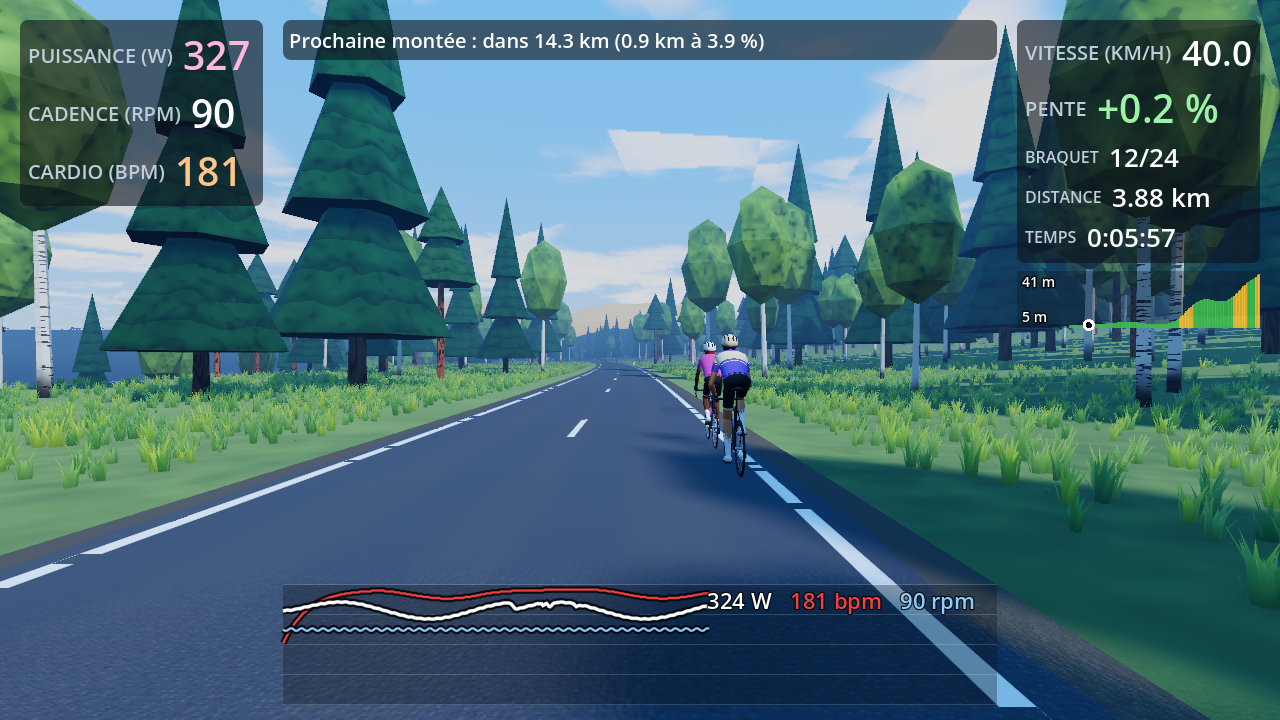 PUISSANCE (W) 327
CADENCE (RPM) 90
CARDIO (BPM) 181
Prochaine montée : dans 14.3 km (0.9 km à 3.9 %)
VITESSE (KM/H) 40.0
PENTE +0.2 %
BRAQUET 12/24
DISTANCE 3.88 km
TEMPS 0:05:57
41 m
5 m
324 W 181 bpm 90 rpm